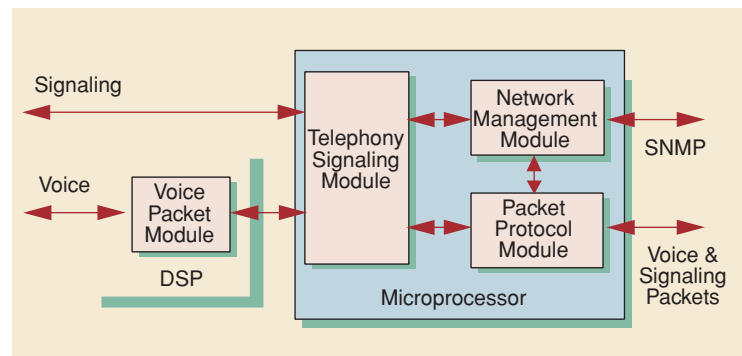 Signaling
Voice
Voice
Packet
Module
DSP
Telephony
Signaling
Module
Network
Management
Module
Packet
Protocol
Module
Microprocessor
SNMP
Voice &
Signaling
Packets